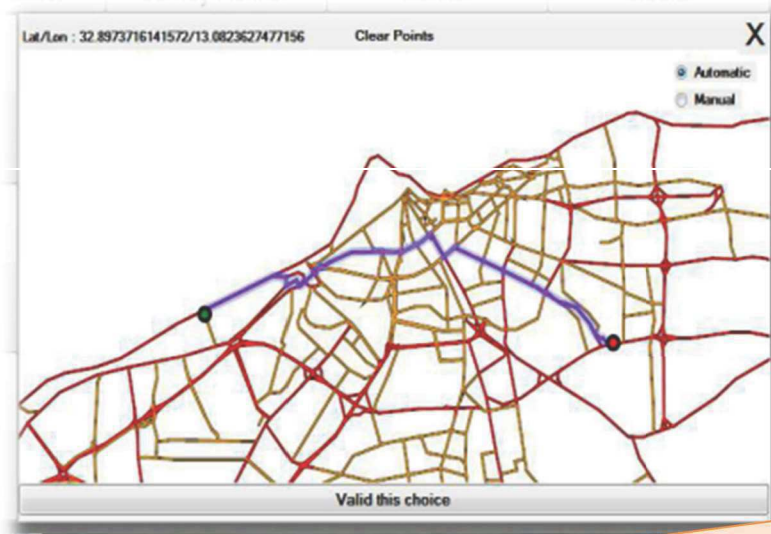 Lat/Lon : 32.8973716141572/13.0823627477156 Clear Points X
Automatic
Manual
Valid this choice